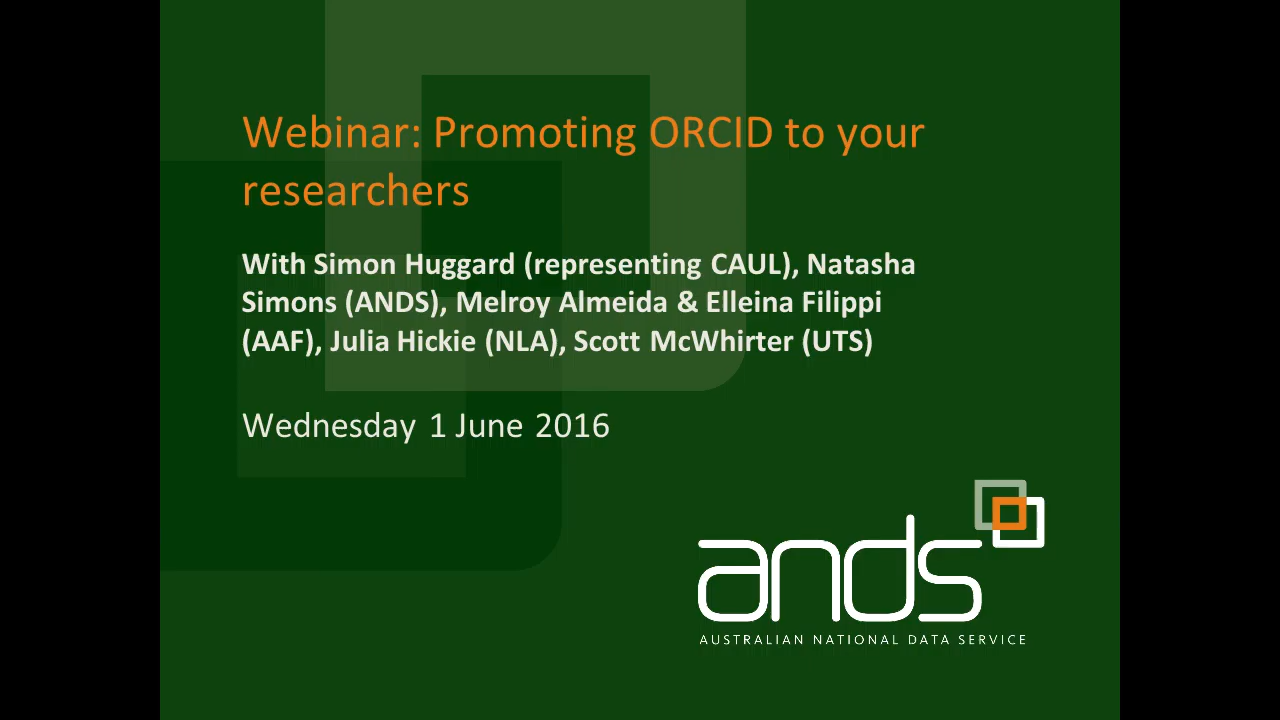 Webinar: Promoting ORCID to your
researchers
With Simon Huggard (representing CAUL), Natasha
Simons (ANDS), Melroy Almeida & Elleina Filippi
(AAF), Julia Hickie (NLA), Scott McWhirter (UTS)
Wednesday 1 June 2016
ands
AUSTRALIAN NATIONAL DATA SERVICE